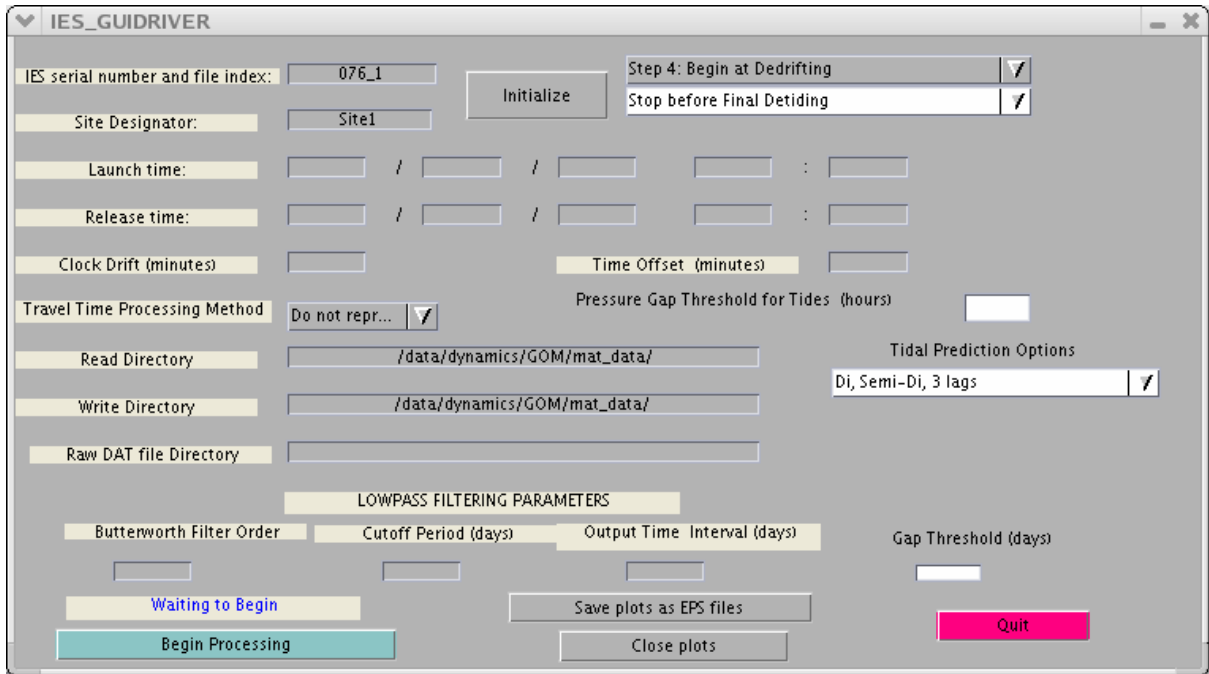 IES_GUIDRIVER
IES serial number and file index:
076_1
Initialize
Step 4: Begin at Dedrifting
Stop before Final Detiding
Site Designator:
Site1
Launch time:
/ / :
Release time:
/ / :
Clock Drift (minutes)
Time Offset (minutes)
Travel Time Processing Method
Do not repr...
Pressure Gap Threshold for Tides (hours)
Read Directory
/data/dynamics/GOM/mat_data/
Tidal Prediction Options
Di, Semi-Di, 3 lags
Write Directory
/data/dynamics/GOM/mat_data/
Raw DAT file Directory
LOWPASS FILTERING PARAMETERS
Butterworth Filter Order
Cutoff Period (days)
Output Time Interval (days)
Gap Threshold (days)
Waiting to Begin
Save plots as EPS files
Quit
Begin Processing
Close plots